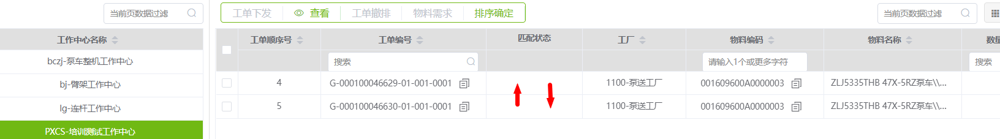 当前页数据过滤
工单下发 查看 工单撤排 物料需求 排序确定
当前页数据过滤
工作中心名称
bczj-泵车整机工作中心
bj-臂架工作中心
lg-连杆工作中心
PXCS-培训测试工作中心
工单顺序号 工单编号 匹配状态 工厂 物料编码 物料名称 数量
搜索 请输入1个或更多字符 搜索
4 G-000100046629-01-001-0001 1100-泵送工厂 001609600A0000003 ZLJ5335THB 47X-5RZ泵车\\...
5 G-000100046630-01-001-0001 1100-泵送工厂 001609600A0000003 ZLJ5335THB 47X-5RZ泵车\\...